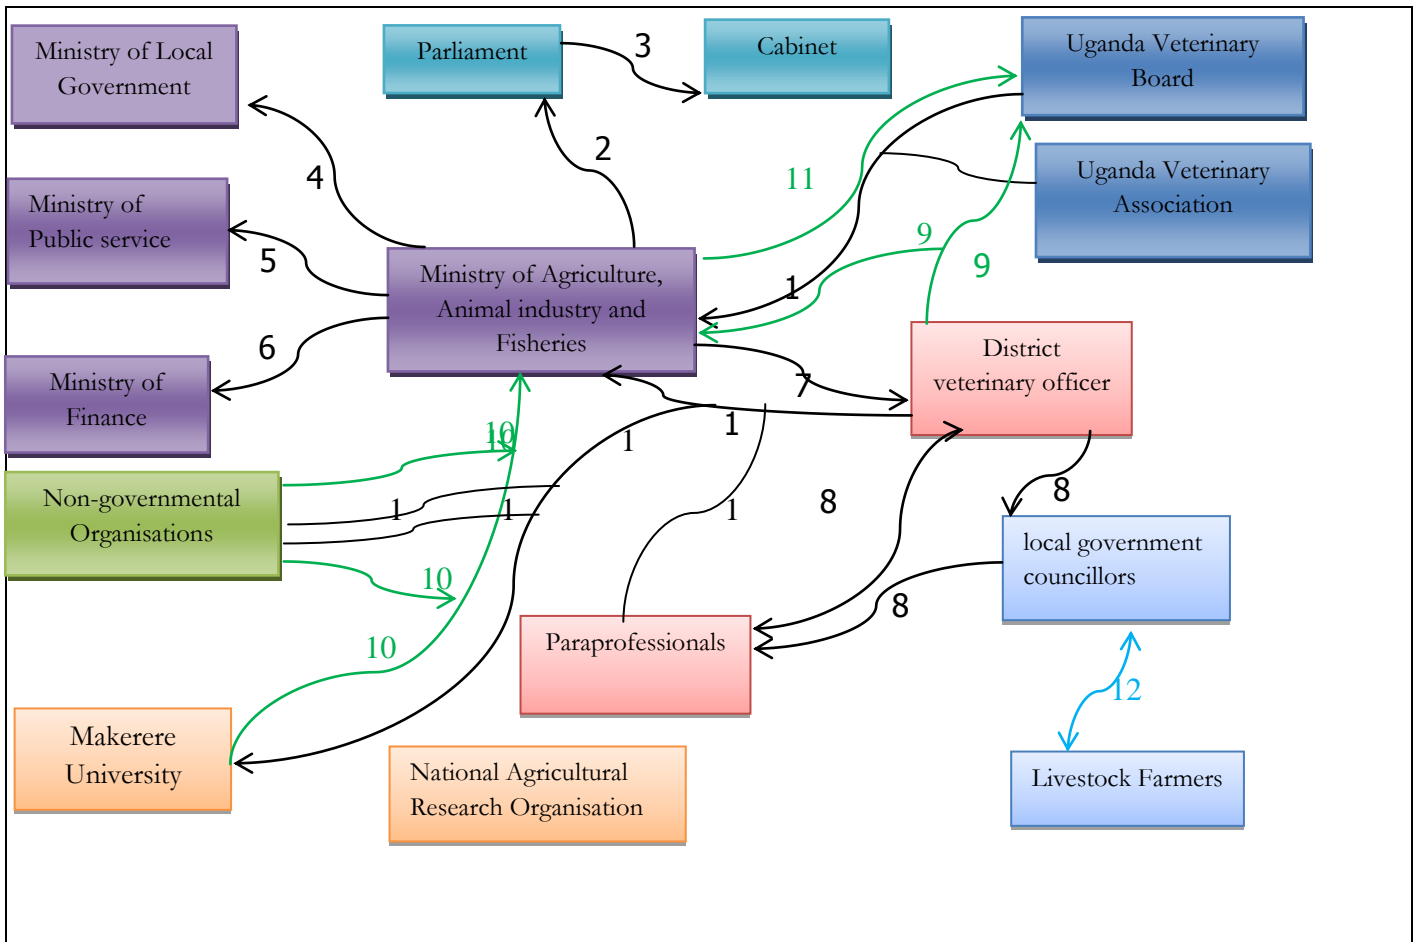 Ministry of Local
Government
Parliament
3
Cabinet
Uganda Veterinary
Board
2
4
11
Uganda Veterinary
Association
Ministry of
Public service
5
9
9
Ministry of Agriculture,
Animal industry and
Fisheries
1
6
Ministry of
Finance
7
District
veterinary officer
10
10
1
1
Non-governmental
Organisations
1
1
1
8
8
local government
councillors
10
8
10
Paraprofessionals
12
Makerere
University
National Agricultural
Research Organisation
Livestock Farmers